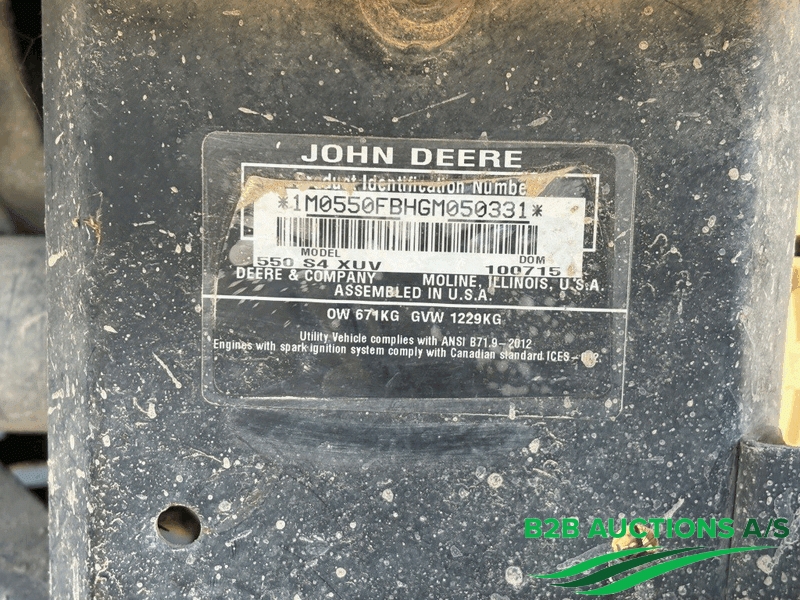 JOHN DEERE
Product Identification Number
*1M0550FBHGM050331*
MODEL DOM
550 S4 XUV 100715
DEERE & COMPANY MOLINE, ILLINOIS, U.S.A.
ASSEMBLED IN U.S.A.
OW 671KG GVW 1229KG
Utility Vehicle complies with ANSI B71.9-2012
Engines with spark ignition system comply with Canadian standard ICES-002
B2B AUCTIONS A/S